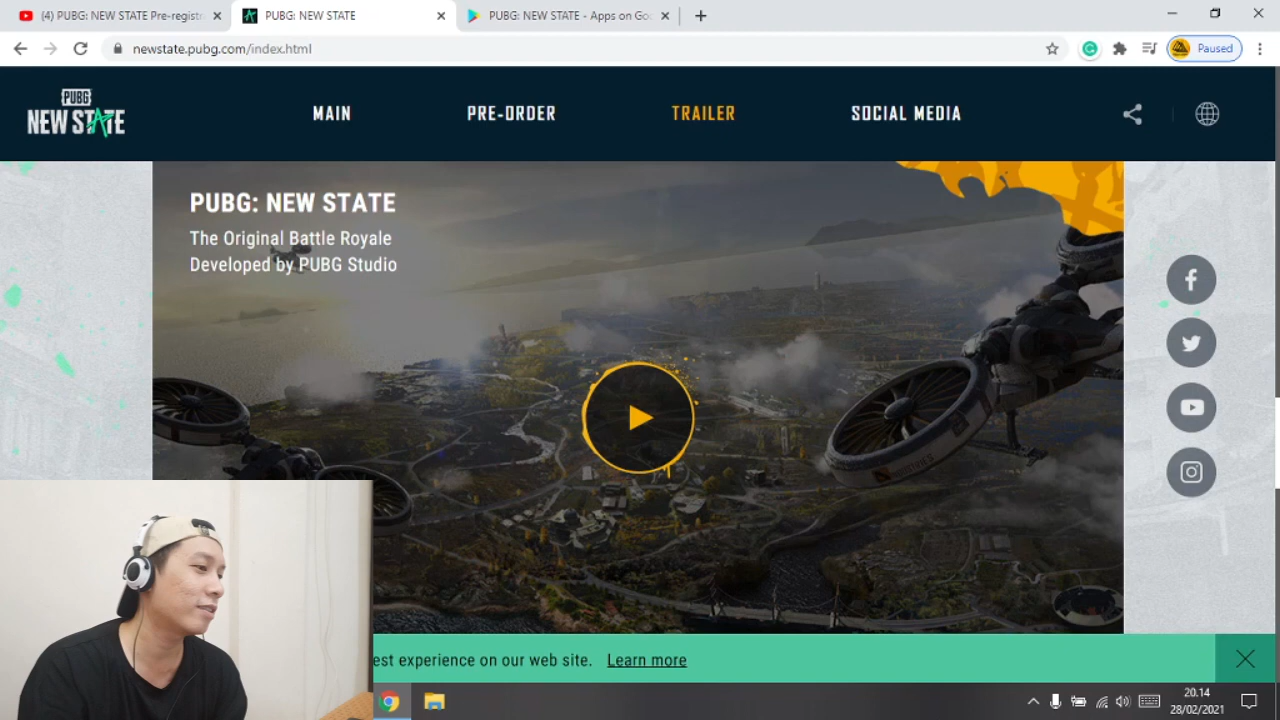 (4) PUBG: NEW STATE Pre-registr
PUBG: NEW STATE
PUBG: NEW STATE - Apps on Goo
newstate.pubg.com/index.html
Paused
PUBG
NEW STATE
MAIN
PRE-ORDER
TRAILER
SOCIAL MEDIA
PUBG: NEW STATE
The Original Battle Royale
Developed by PUBG Studio
est experience on our web site. Learn more
20.14
28/02/2021